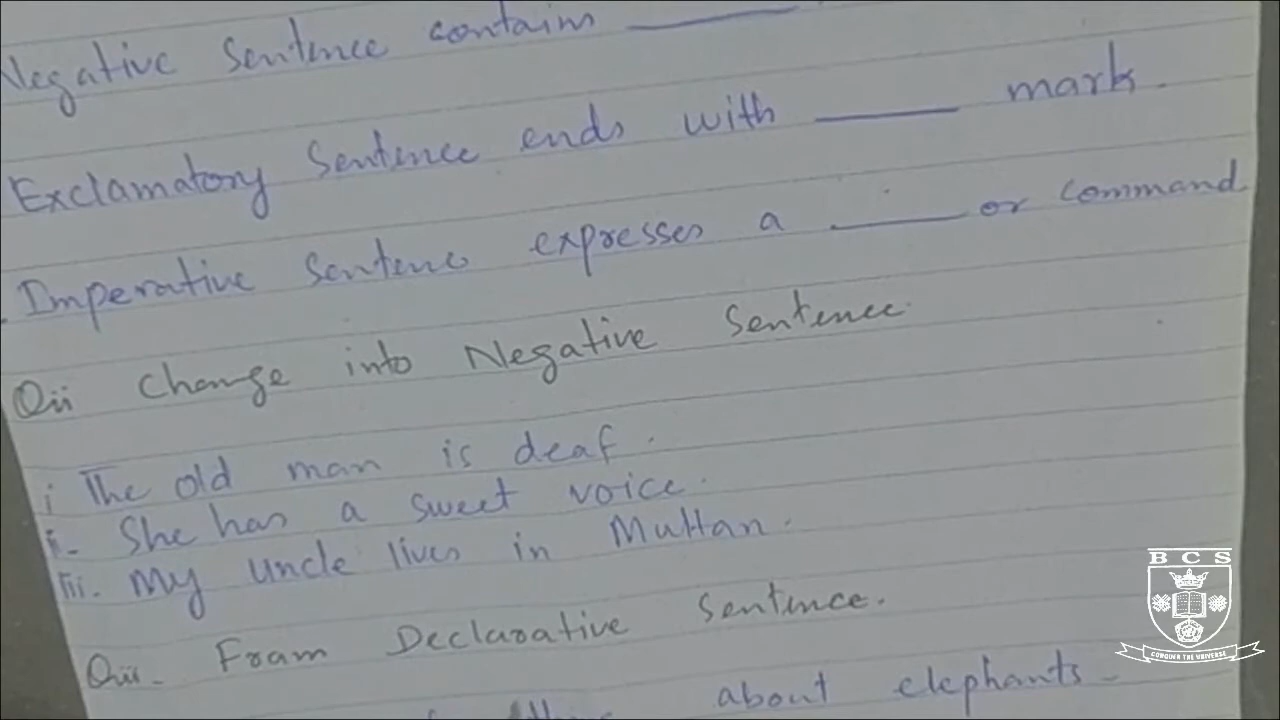 Negative Sentence contains ______
Exclamatory Sentence ends with ______ mark.
Imperative Sentence expresses a ______ or command
Qii Change into Negative Sentence.
i The old man is deaf.
ii- She has a sweet voice.
iii. My uncle lives in Multan.
Qiii- Fram Declarative Sentence.
about elephants.
B C S
CONQUER THE UNIVERSE